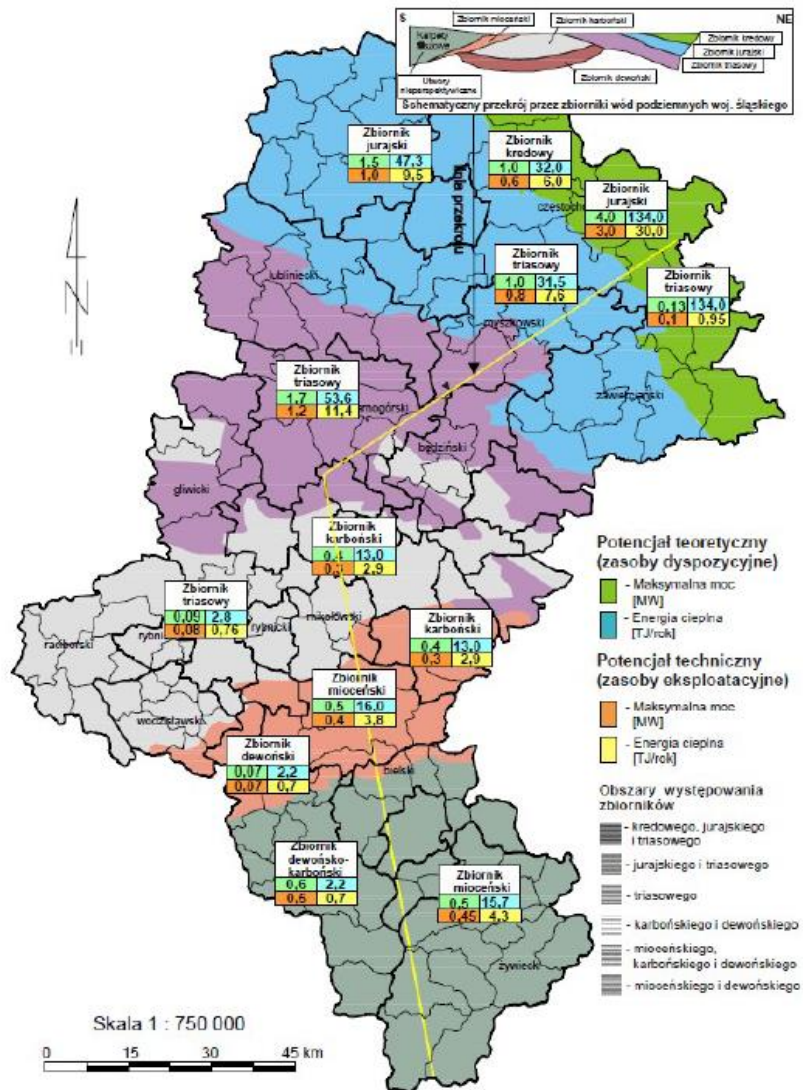 S
NE
Zbiornik mioceński
Zbiornik karboński
Karpaty
fliszowe
Zbiornik kredowy
Zbiornik jurajski
Zbiornik triasowy
Zbiornik dewoński
Utwory
nieperspektywiczne
Schematyczny przekrój przez zbiorniki wód podziemnych woj. śląskiego
linia przekroju
N
Zbiornik
jurajski
1,5 47,3
1,0 9,5
Zbiornik
kredowy
1,0 32,0
0,6 6,0
Zbiornik
jurajski
4,0 134,0
3,0 30,0
Zbiornik
triasowy
1,0 31,5
0,8 7,6
Zbiornik
triasowy
0,13 134,0
0,1 0,95
lubliniecki
myszkowski
zawierciański
Zbiornik
triasowy
1,7 53,6
1,2 11,4
będziński
gliwicki
Zbiornik
karboński
0,4 13,0
0,3 2,9
Zbiornik
triasowy
0,09 2,8
0,08 0,76
raciborski
rybnicki
mikołowski
Zbiornik
karboński
0,4 13,0
0,3 2,9
Zbiornik
mioceński
0,5 16,0
0,4 3,8
wodzisławski
Zbiornik
dewoński
0,07 2,2
0,07 0,7
bielski
Zbiornik
dewońsko-
karboński
0,6 2,2
0,5 0,7
Zbiornik
mioceński
0,5 15,7
0,45 4,3
żywiecki
Potencjał teoretyczny
(zasoby dyspozycyjne)
- Maksymalna moc
[MW]
- Energia cieplna
[TJ/rok]
Potencjał techniczny
(zasoby eksploatacyjne)
- Maksymalna moc
[MW]
- Energia cieplna
[TJ/rok]
Obszary występowania
zbiorników
- kredowego, jurajskiego
i triasowego
- jurajskiego i triasowego
- triasowego
- karbońskiego i dewońskiego
- mioceńskiego,
karbońskiego i dewońskiego
- mioceńskiego i dewońskiego
Skala 1 : 750 000
0 15 30 45 km